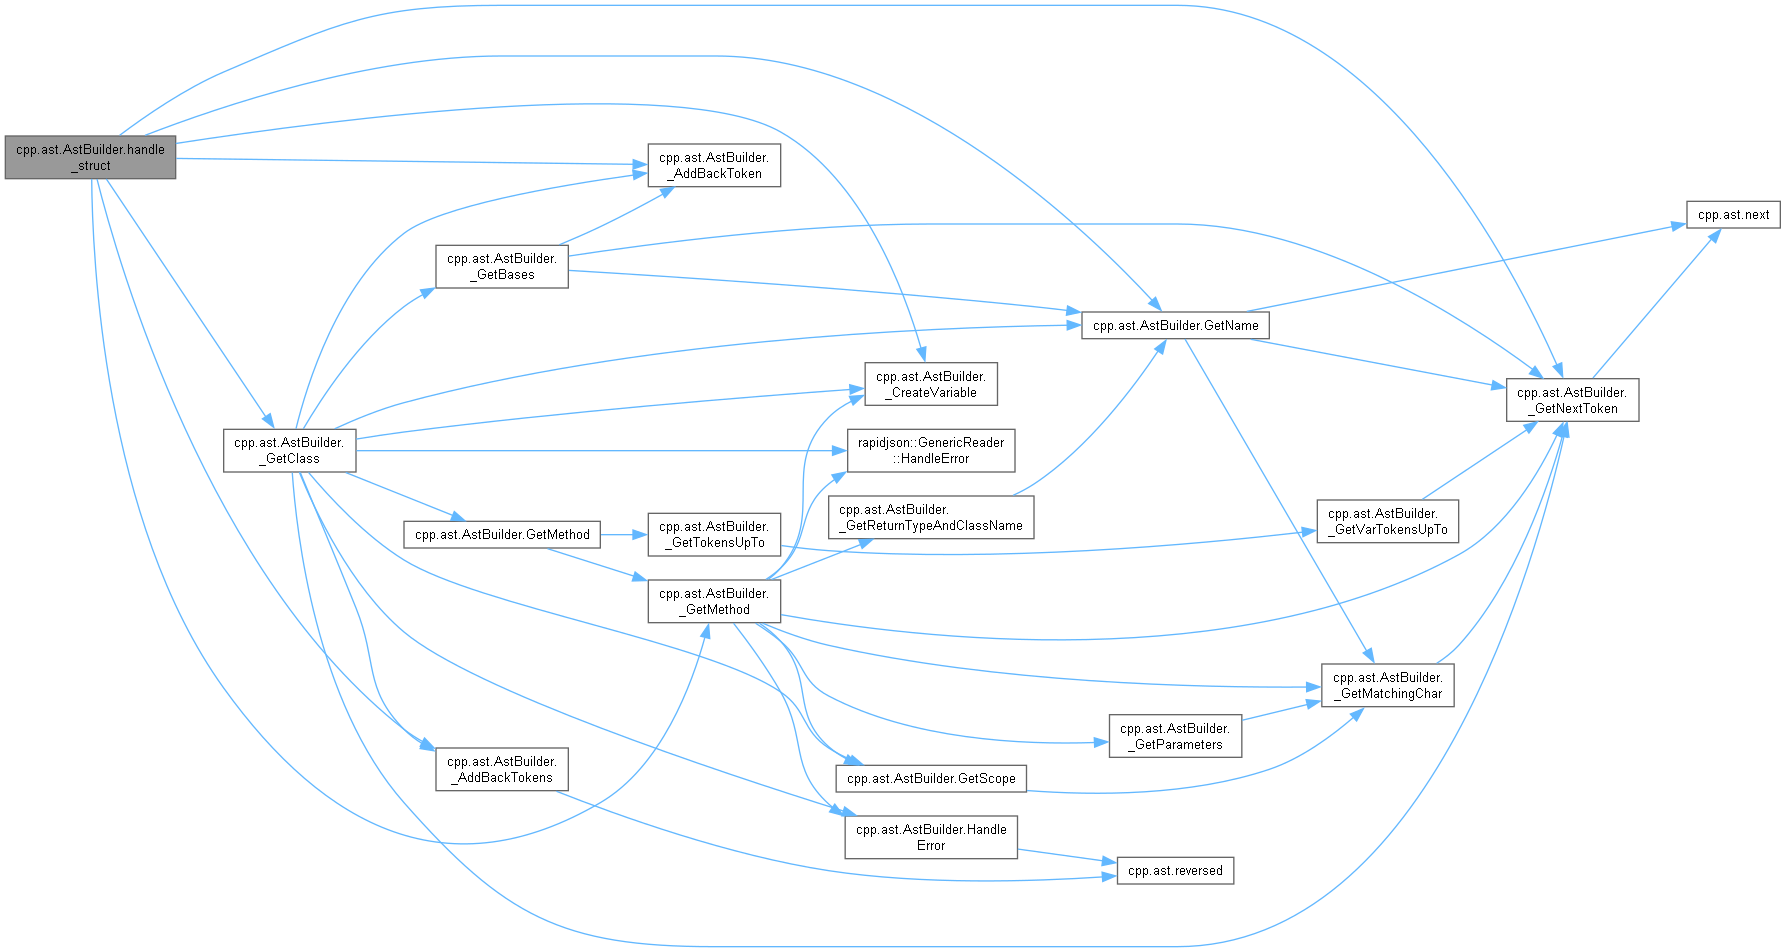 cpp.ast.AstBuilder.handle
_struct
cpp.ast.AstBuilder.
_GetClass
cpp.ast.AstBuilder.
_GetBases
cpp.ast.AstBuilder.GetMethod
cpp.ast.AstBuilder.
_AddBackTokens
cpp.ast.AstBuilder.
_AddBackToken
cpp.ast.AstBuilder.
_GetTokensUpTo
cpp.ast.AstBuilder.
_GetMethod
cpp.ast.AstBuilder.
_CreateVariable
rapidjson::GenericReader
::HandleError
cpp.ast.AstBuilder.
_GetReturnTypeAndClassName
cpp.ast.AstBuilder.GetScope
cpp.ast.AstBuilder.Handle
Error
cpp.ast.AstBuilder.GetName
cpp.ast.AstBuilder.
_GetParameters
cpp.ast.reversed
cpp.ast.AstBuilder.
_GetVarTokensUpTo
cpp.ast.AstBuilder.
_GetMatchingChar
cpp.ast.AstBuilder.
_GetNextToken
cpp.ast.next